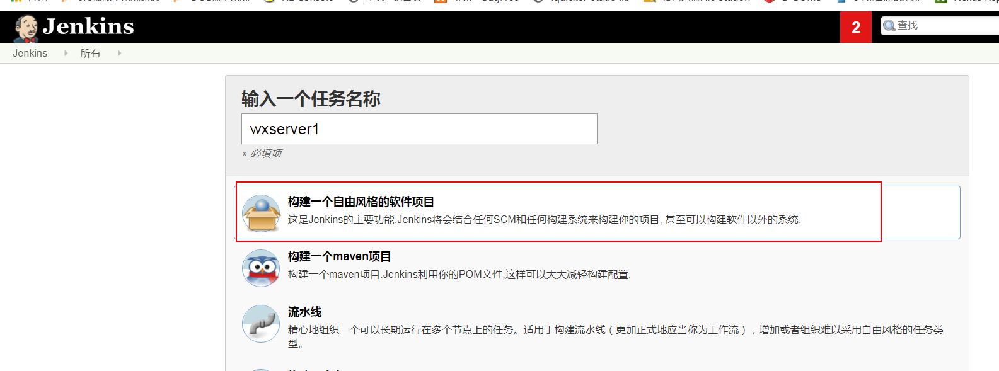 Jenkins
2
查找
Jenkins
所有
输入一个任务名称
wxserver1
» 必填项
构建一个自由风格的软件项目
这是Jenkins的主要功能.Jenkins将会结合任何SCM和任何构建系统来构建你的项目, 甚至可以构建软件以外的系统.
构建一个maven项目
构建一个maven项目.Jenkins利用你的POM文件,这样可以大大减轻构建配置.
流水线
精心地组织一个可以长期运行在多个节点上的任务。适用于构建流水线（更加正式地应当称为工作流），增加或者组织难以采用自由风格的任务类
型。